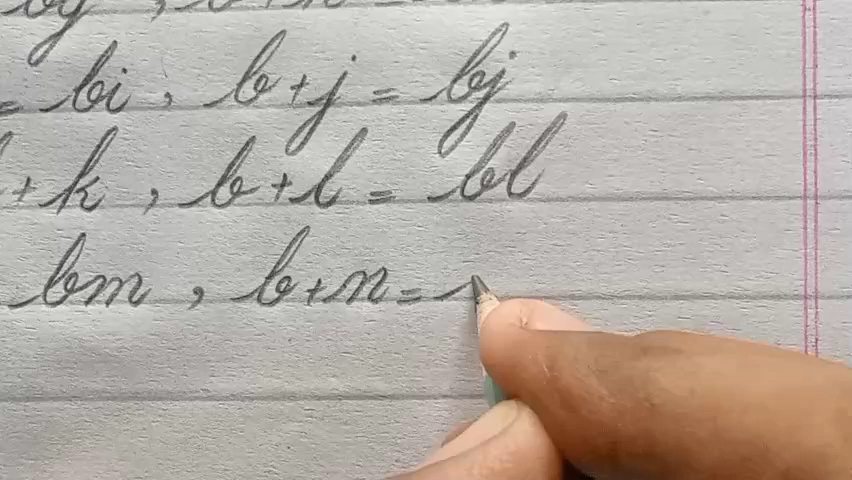 = bi , b + j = bj
+ k , b + l = bl
bm , b + n =